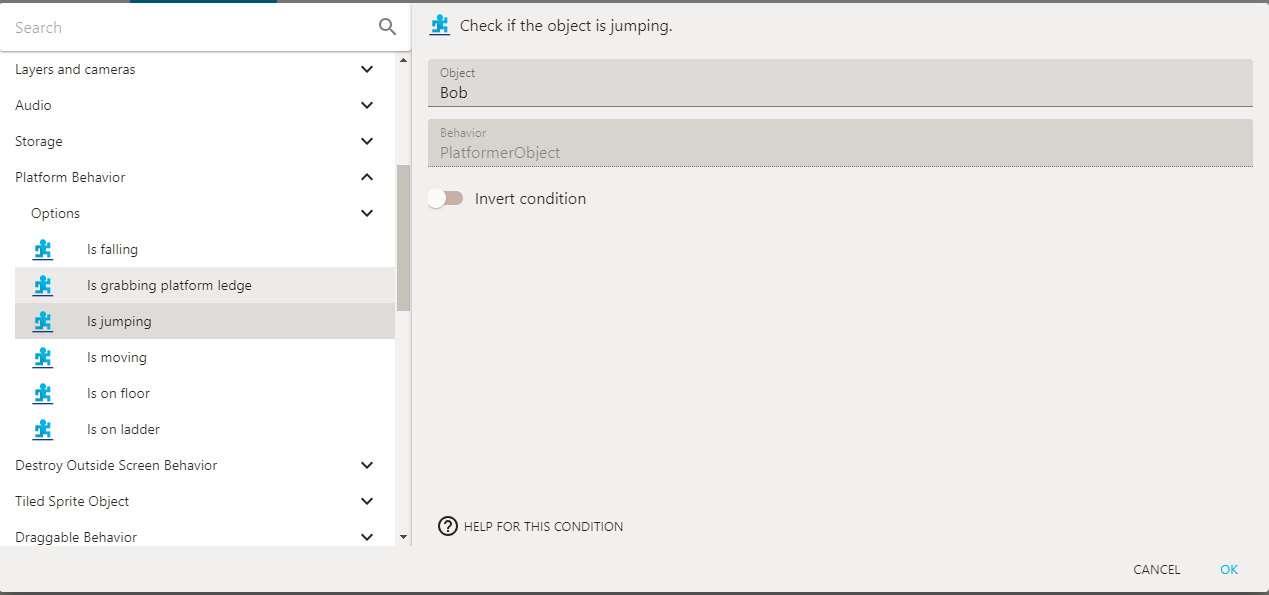 Search
Layers and cameras
Audio
Storage
Platform Behavior
Options
Is falling
Is grabbing platform ledge
Is jumping
Is moving
Is on floor
Is on ladder
Destroy Outside Screen Behavior
Tiled Sprite Object
Draggable Behavior
Check if the object is jumping.
Object
Bob
Behavior
PlatformerObject
Invert condition
HELP FOR THIS CONDITION
CANCEL
OK